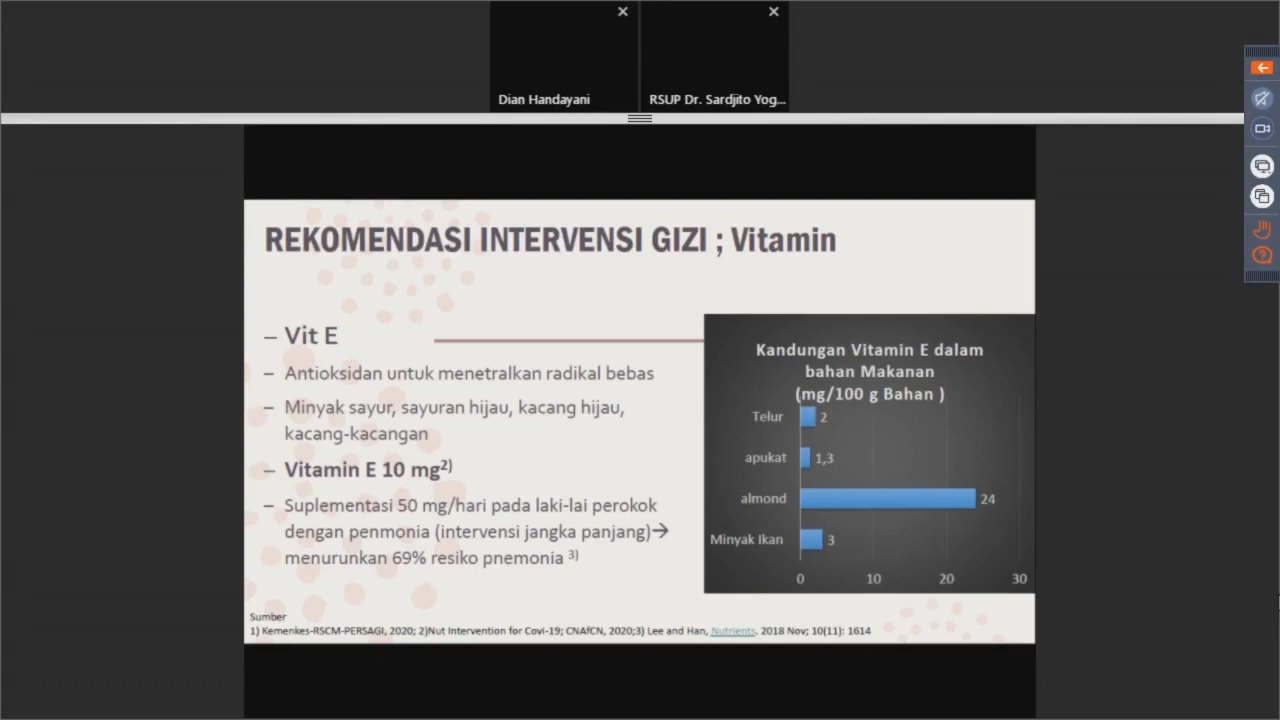 Dian Handayani
RSUP Dr. Sardjito Yog...
REKOMENDASI INTERVENSI GIZI ; Vitamin
– Vit E
– Antioksidan untuk menetralkan radikal bebas
– Minyak sayur, sayuran hijau, kacang hijau,
kacang-kacangan
– Vitamin E 10 mg2)
– Suplementasi 50 mg/hari pada laki-lai perokok
dengan penmonia (intervensi jangka panjang)→
menurunkan 69% resiko pnemonia 3)
Kandungan Vitamin E dalam
bahan Makanan
(mg/100 g Bahan )
Telur 2
apukat 1,3
almond 24
Minyak Ikan 3
0 10 20 30
Sumber
1) Kemenkes-RSCM-PERSAGI, 2020; 2)Nut Intervention for Covi-19; CNAfCN, 2020;3) Lee and Han, Nutrients. 2018 Nov; 10(11): 1614